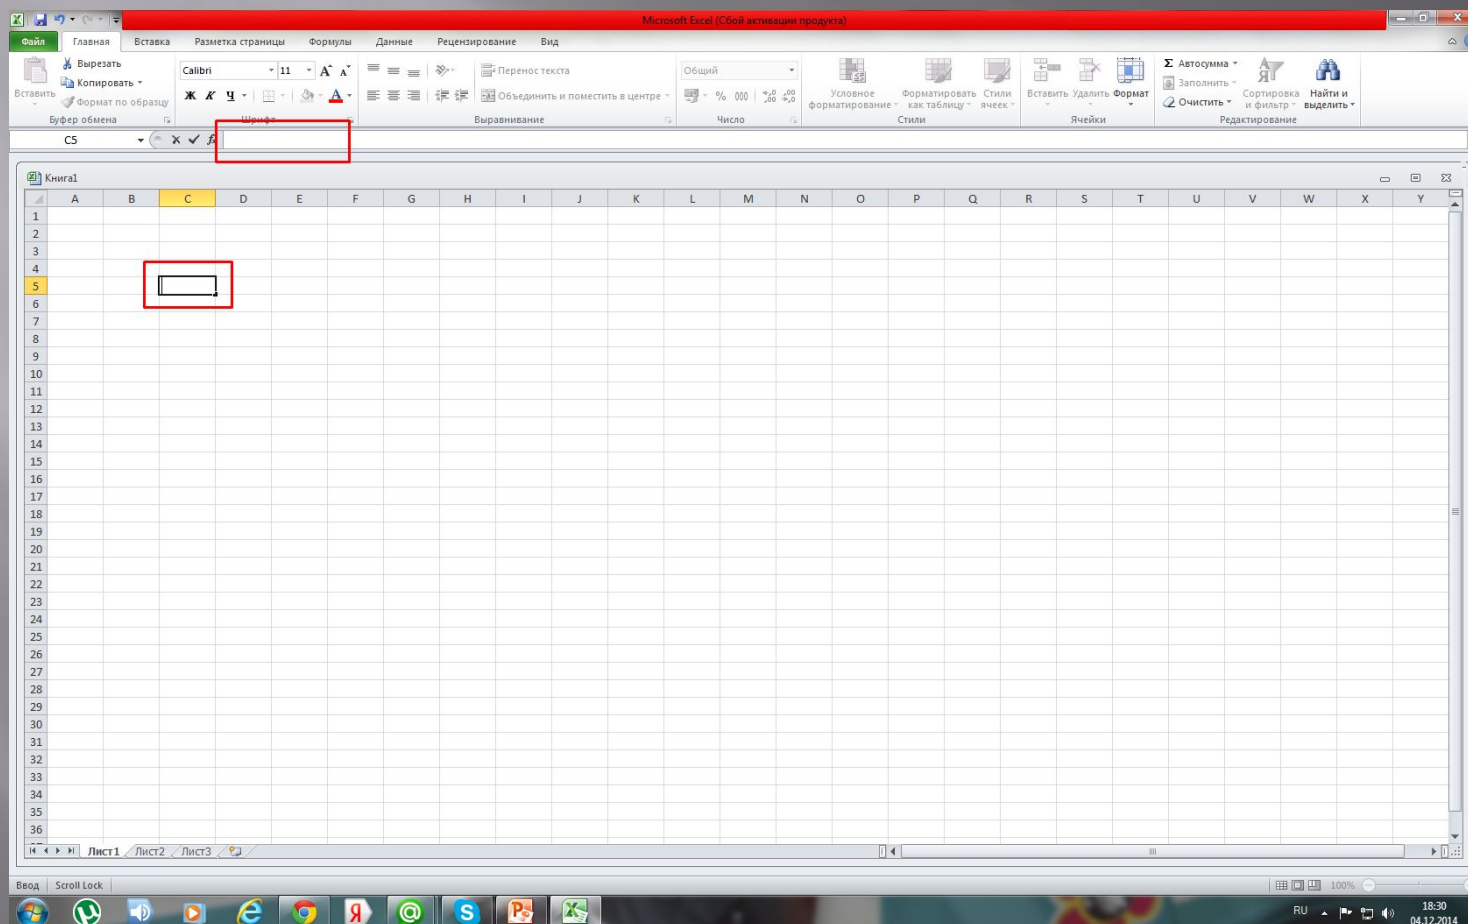 Microsoft Excel (Сбой активации продукта)
Файл Главная Вставка Разметка страницы Формулы Данные Рецензирование Вид
Вставить
Вырезать
Копировать
Формат по образцу
Буфер обмена
Calibri 11
Ж К Ч
Шрифт
Перенос текста
Объединить и поместить в центре
Выравнивание
Общий
% 000
Число
Условное форматирование
Форматировать как таблицу
Стили ячеек
Стили
Вставить Удалить Формат
Ячейки
Σ Автосумма
Заполнить
Очистить
Сортировка и фильтр
Найти и выделить
Редактирование
C5 fx
Книга1
A B C D E F G H I J K L M N O P Q R S T U V W X Y
1
2
3
4
5
6
7
8
9
10
11
12
13
14
15
16
17
18
19
20
21
22
23
24
25
26
27
28
29
30
31
32
33
34
35
36
Лист1 Лист2 Лист3
Ввод Scroll Lock 100%
RU 18:30
04.12.2014